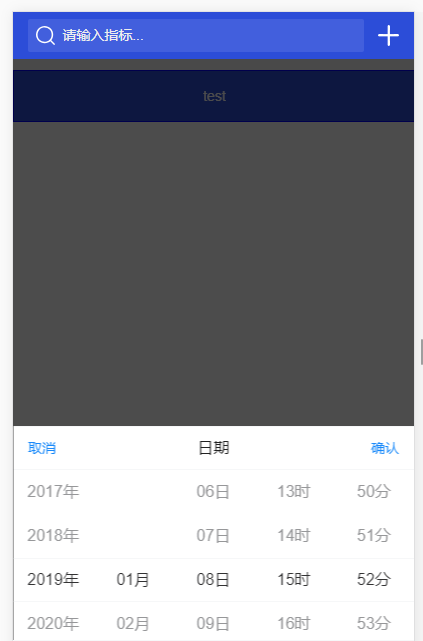 请输入指标...
test
取消 日期 确认
2017年 06日 13时 50分
2018年 07日 14时 51分
2019年 01月 08日 15时 52分
2020年 02月 09日 16时 53分